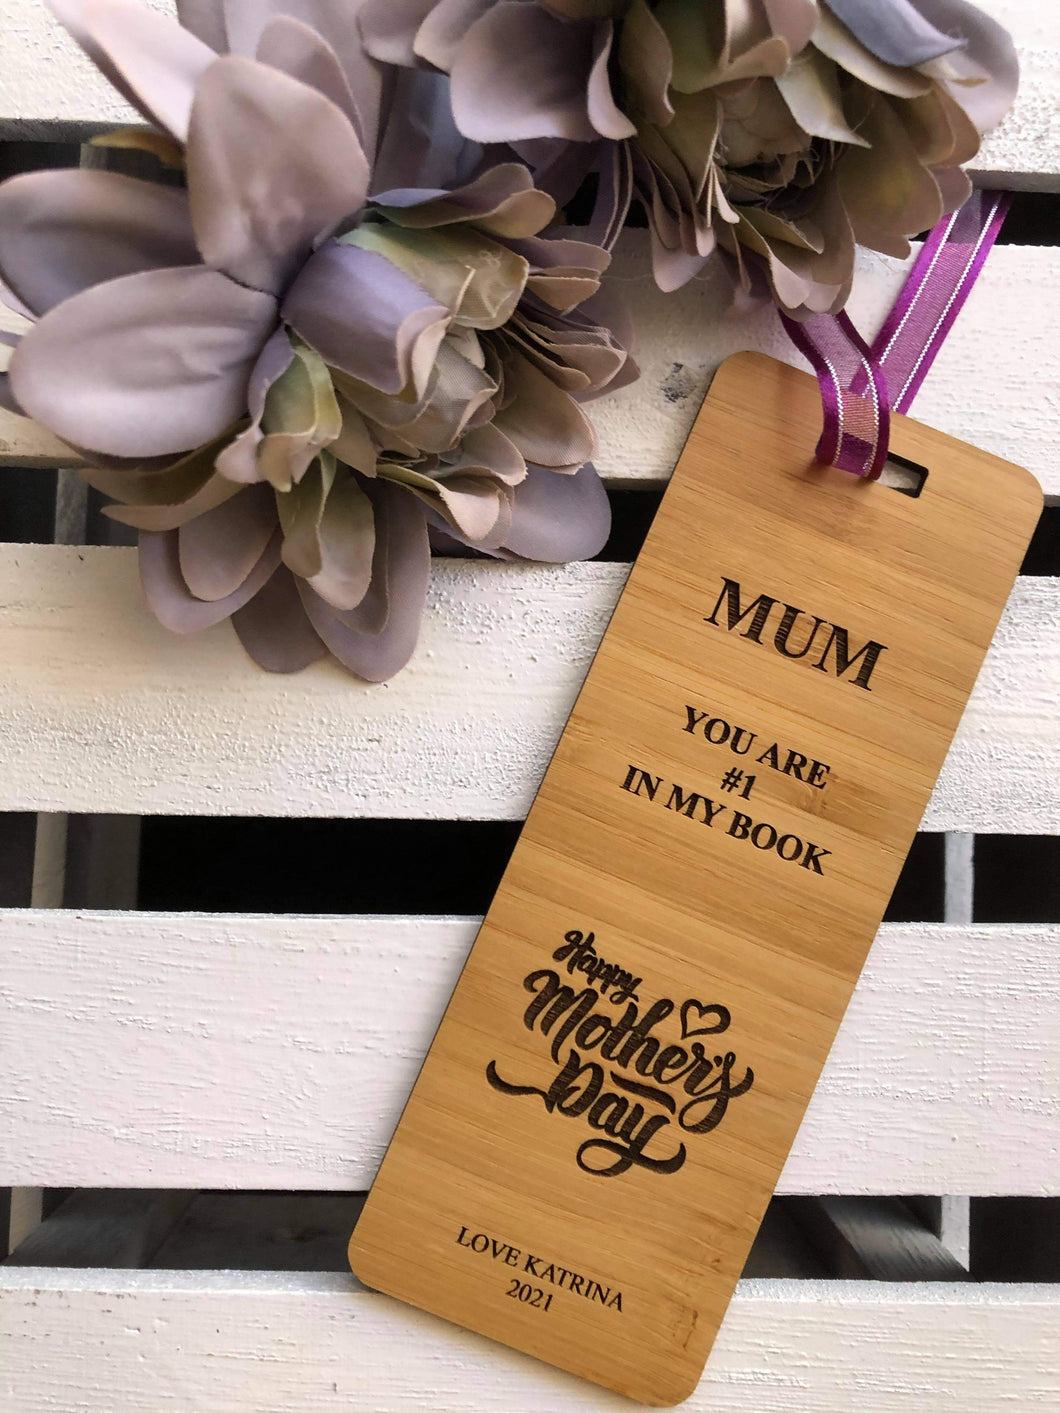 MUM
YOU ARE
#1
IN MY BOOK
Happy
Mother's
Day
LOVE KATRINA
2021